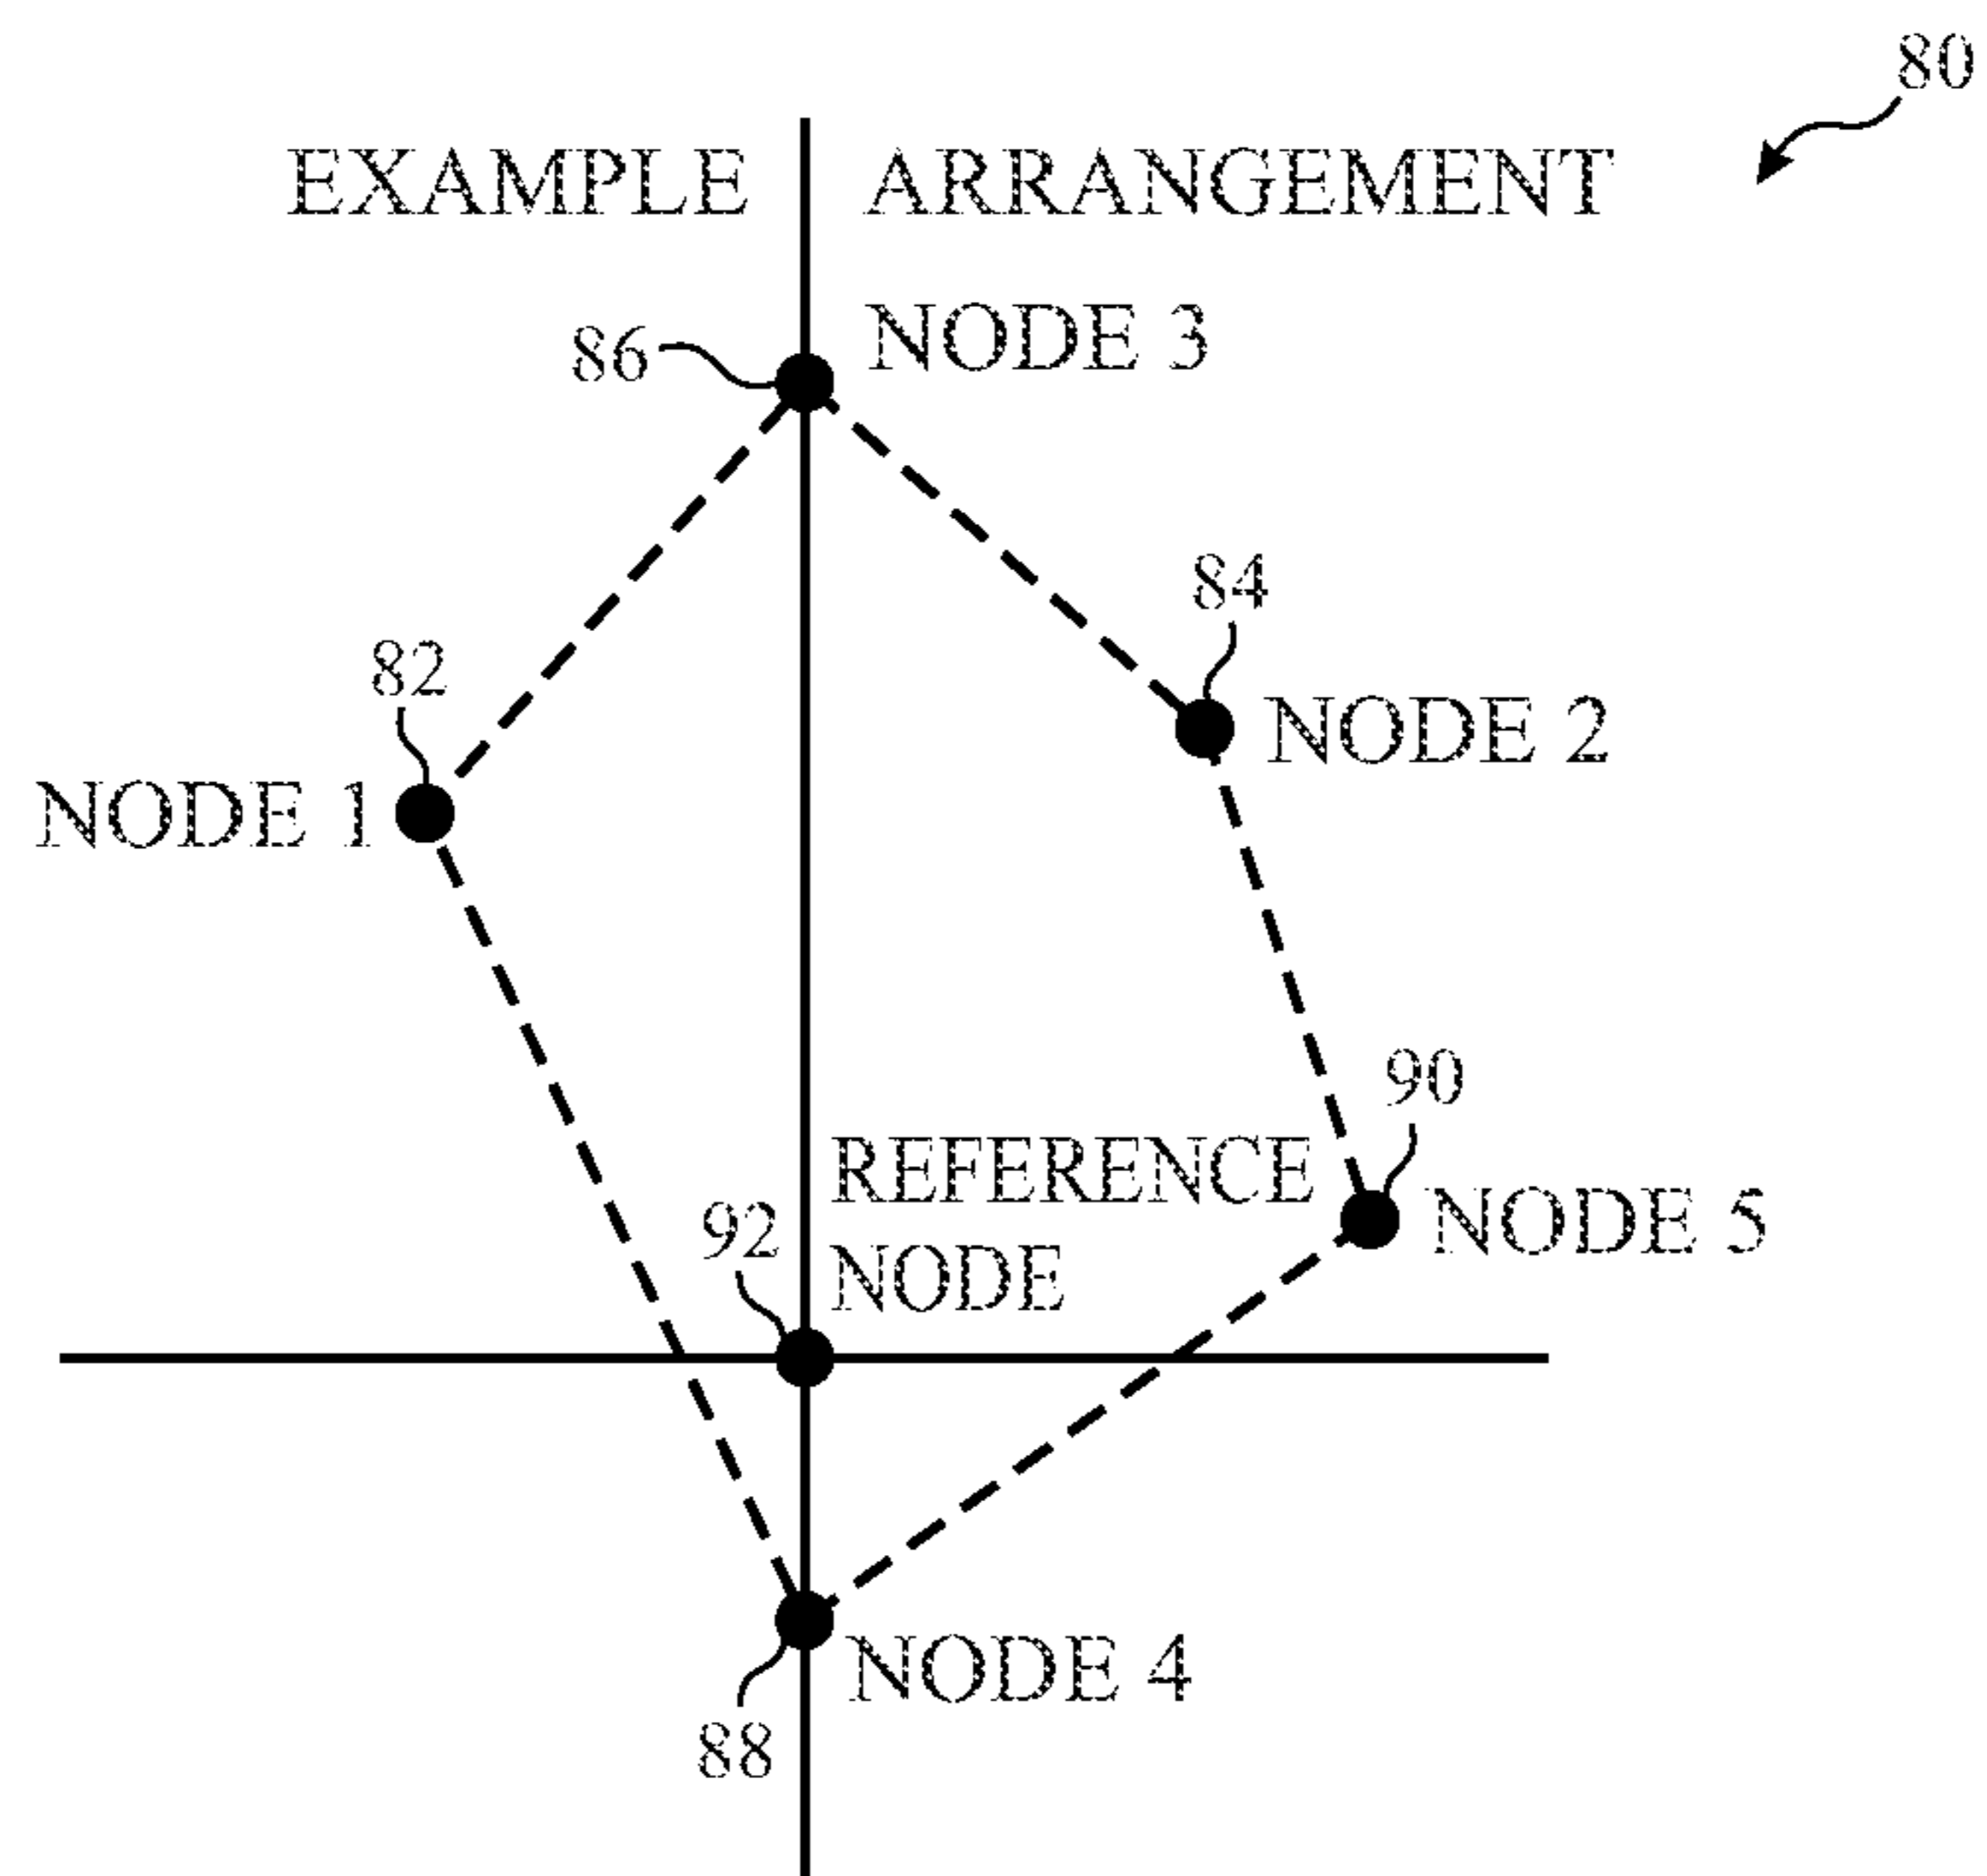 80
EXAMPLE ARRANGEMENT
NODE 3
86
84
82
NODE 2
NODE 1
90
REFERENCE
NODE
92
NODE 5
NODE 4
88